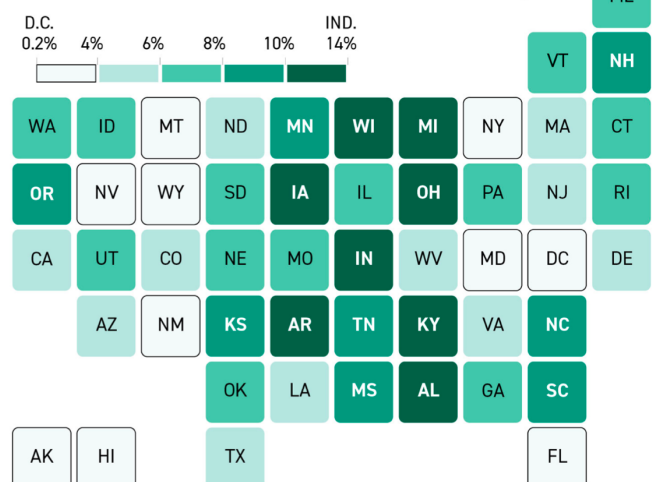 D.C. IND.
0.2% 4% 6% 8% 10% 14%
VT NH
WA ID MT ND MN WI MI NY MA CT
OR NV WY SD IA IL OH PA NJ RI
CA UT CO NE MO IN WV MD DC DE
AZ NM KS AR TN KY VA NC
OK LA MS AL GA SC
AK HI TX FL